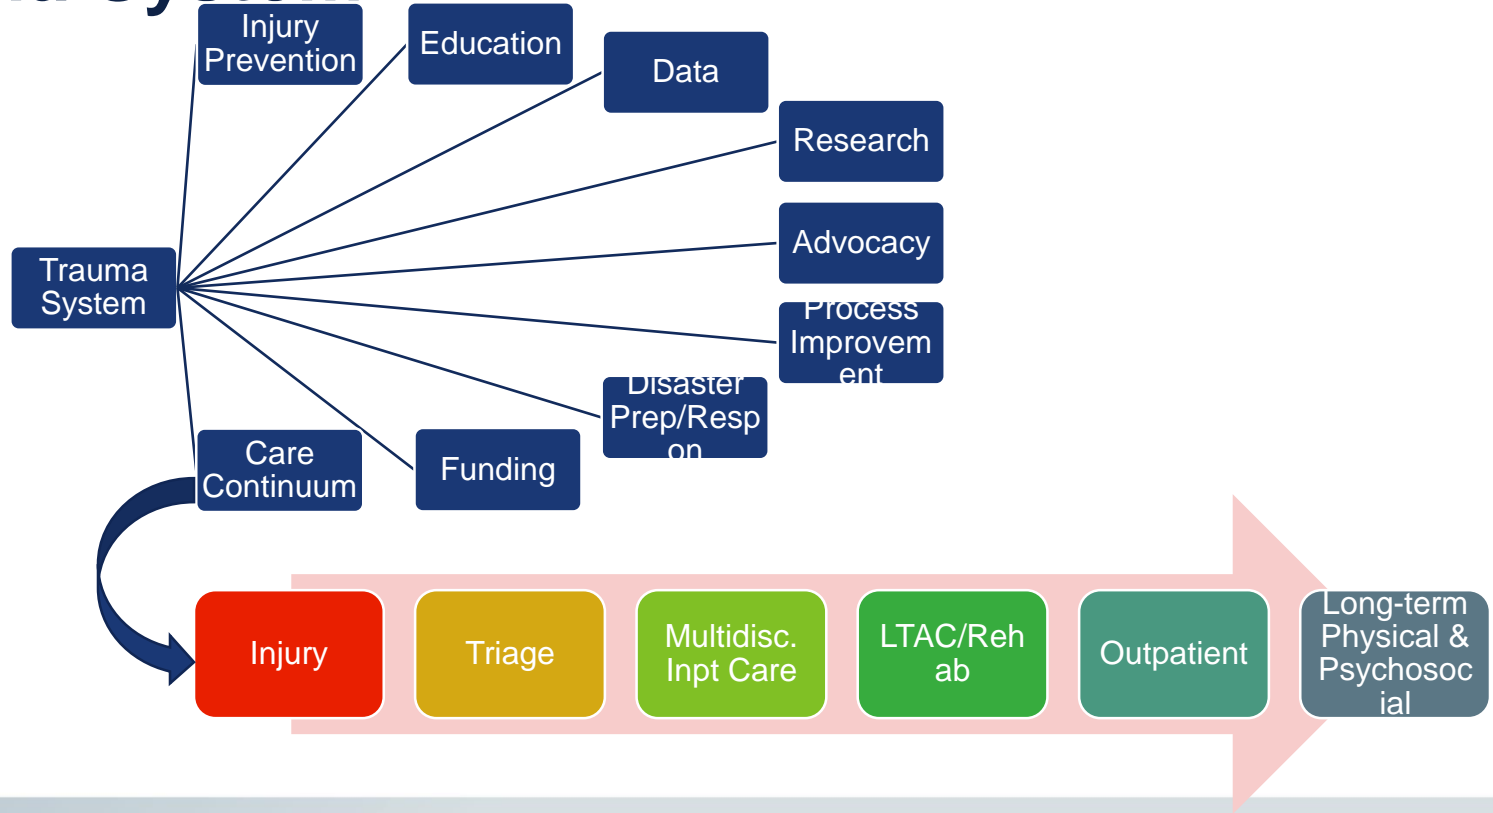 System
Injury
Prevention
Education
Data
Research
Advocacy
Trauma
System
Process
Improvem
ent
Disaster
Prep/Resp
on
Care
Continuum
Funding
Injury
Triage
Multidisc.
Inpt Care
LTAC/Reh
ab
Outpatient
Long-term
Physical &
Psychosoc
ial